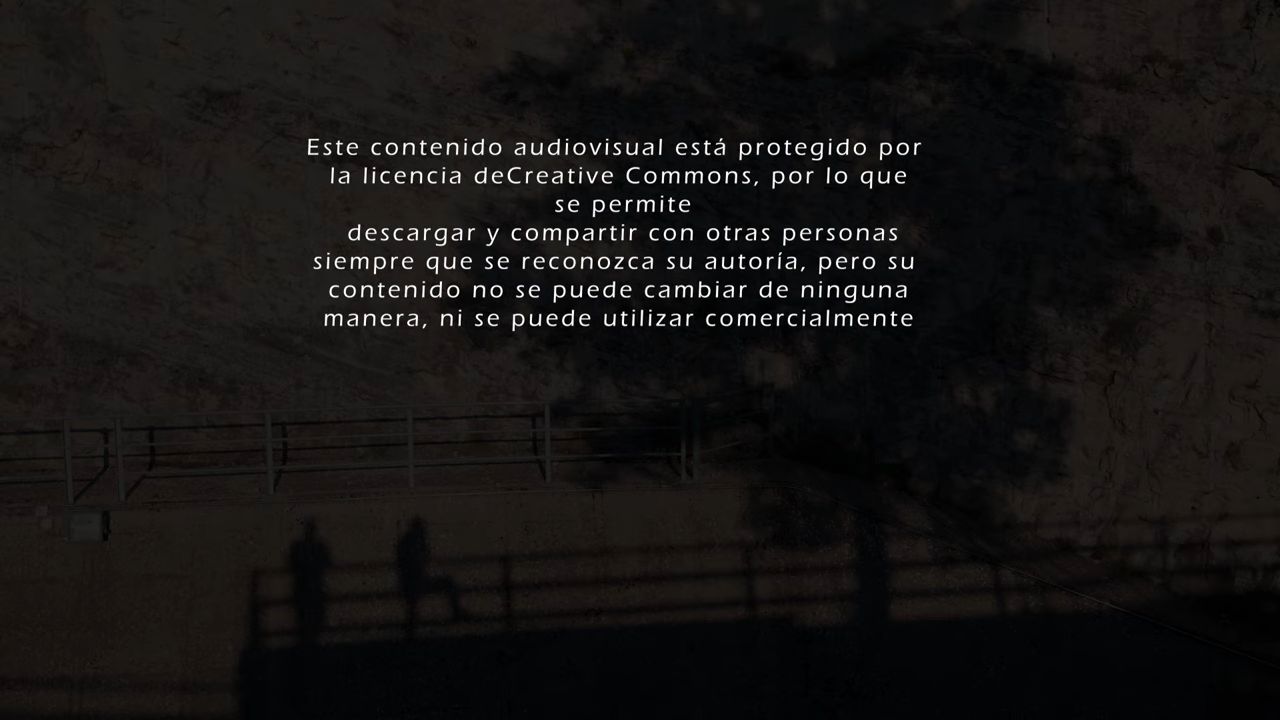 Este contenido audiovisual está protegido por
la licencia deCreative Commons, por lo que
se permite
descargar y compartir con otras personas
siempre que se reconozca su autoría, pero su
contenido no se puede cambiar de ninguna
manera, ni se puede utilizar comercialmente